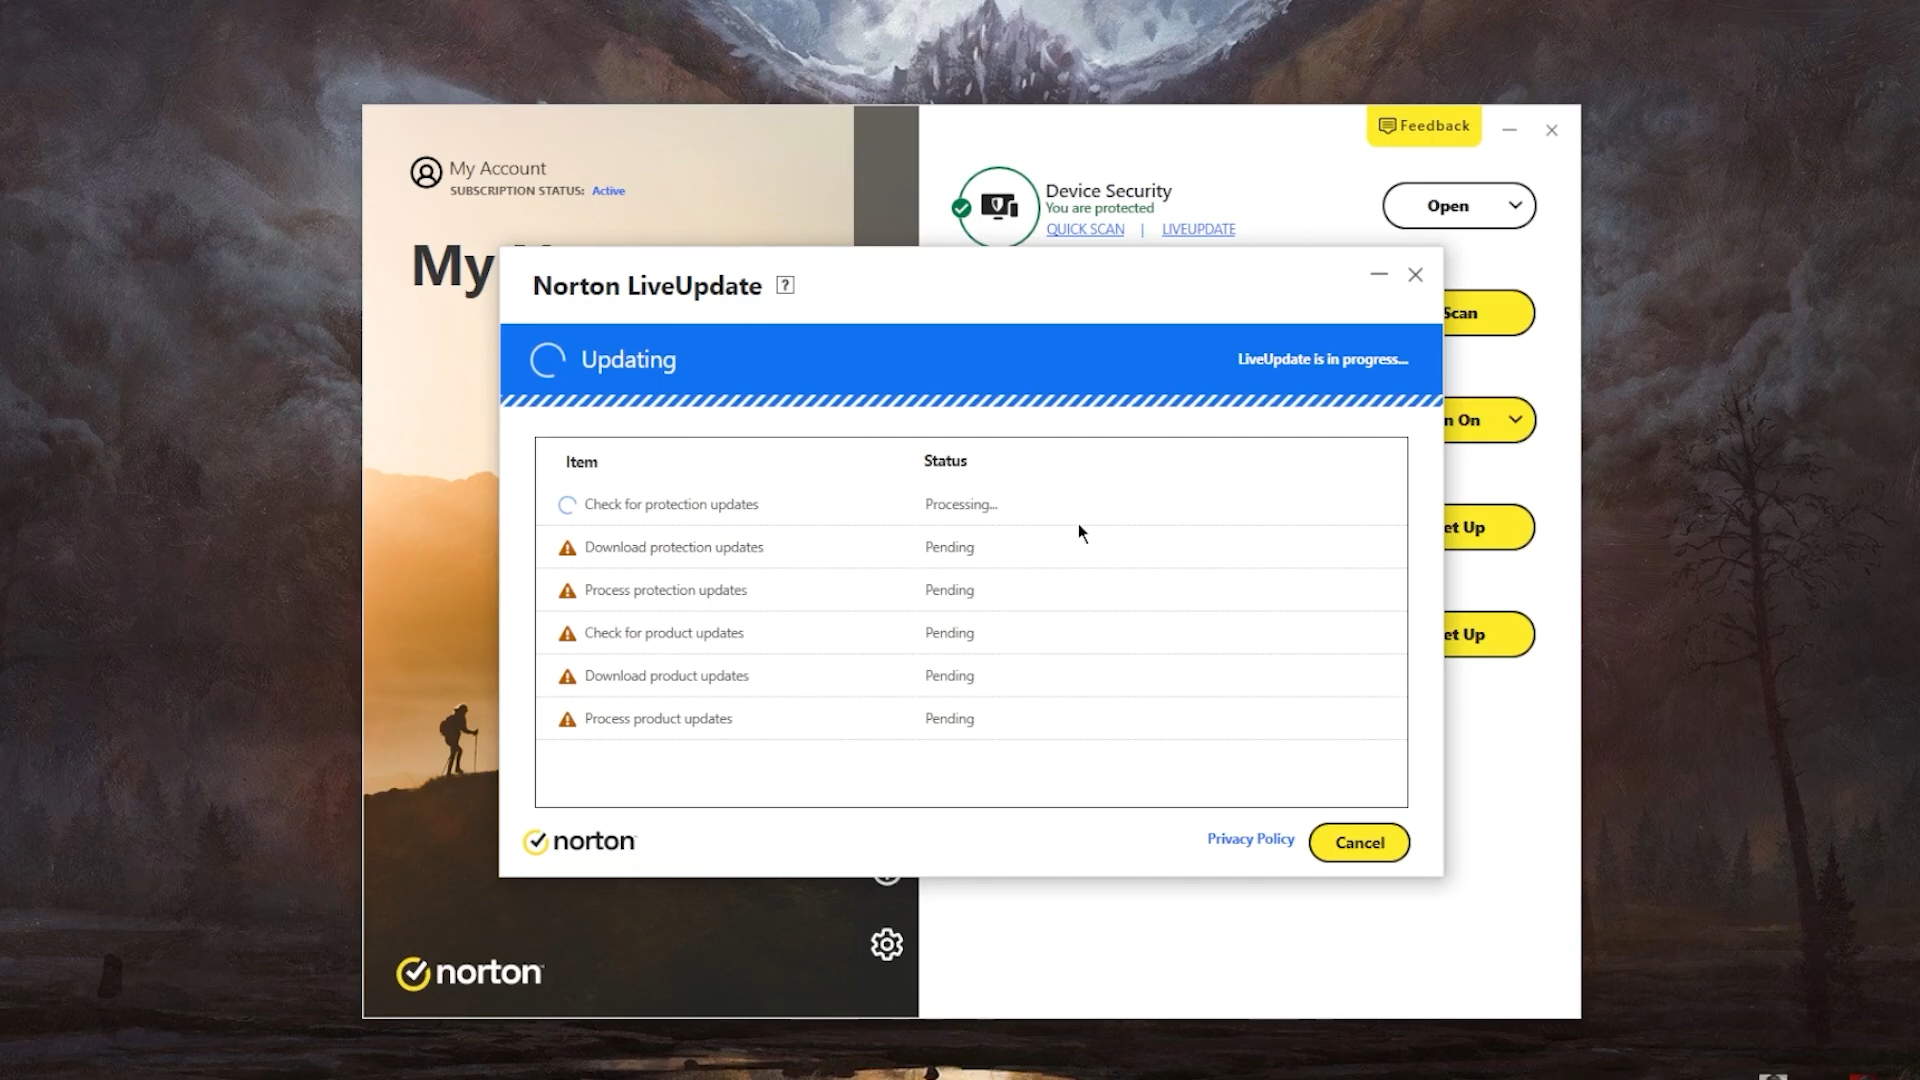 Feedback
My Account
SUBSCRIPTION STATUS: Active
My
Device Security
You are protected
QUICK SCAN | LIVEUPDATE
Open
Scan
n On
et Up
et Up
Norton LiveUpdate ?
Updating
LiveUpdate is in progress...
Item Status
Check for protection updates Processing...
Download protection updates Pending
Process protection updates Pending
Check for product updates Pending
Download product updates Pending
Process product updates Pending
norton
Privacy Policy
Cancel
norton